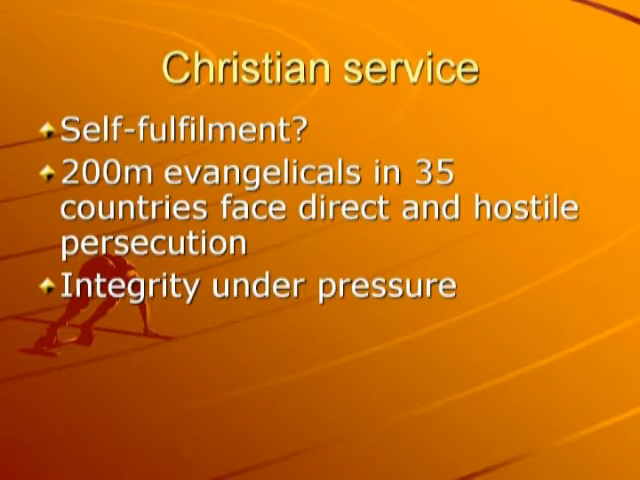 Christian service
Self-fulfilment?
200m evangelicals in 35
countries face direct and hostile
persecution
Integrity under pressure